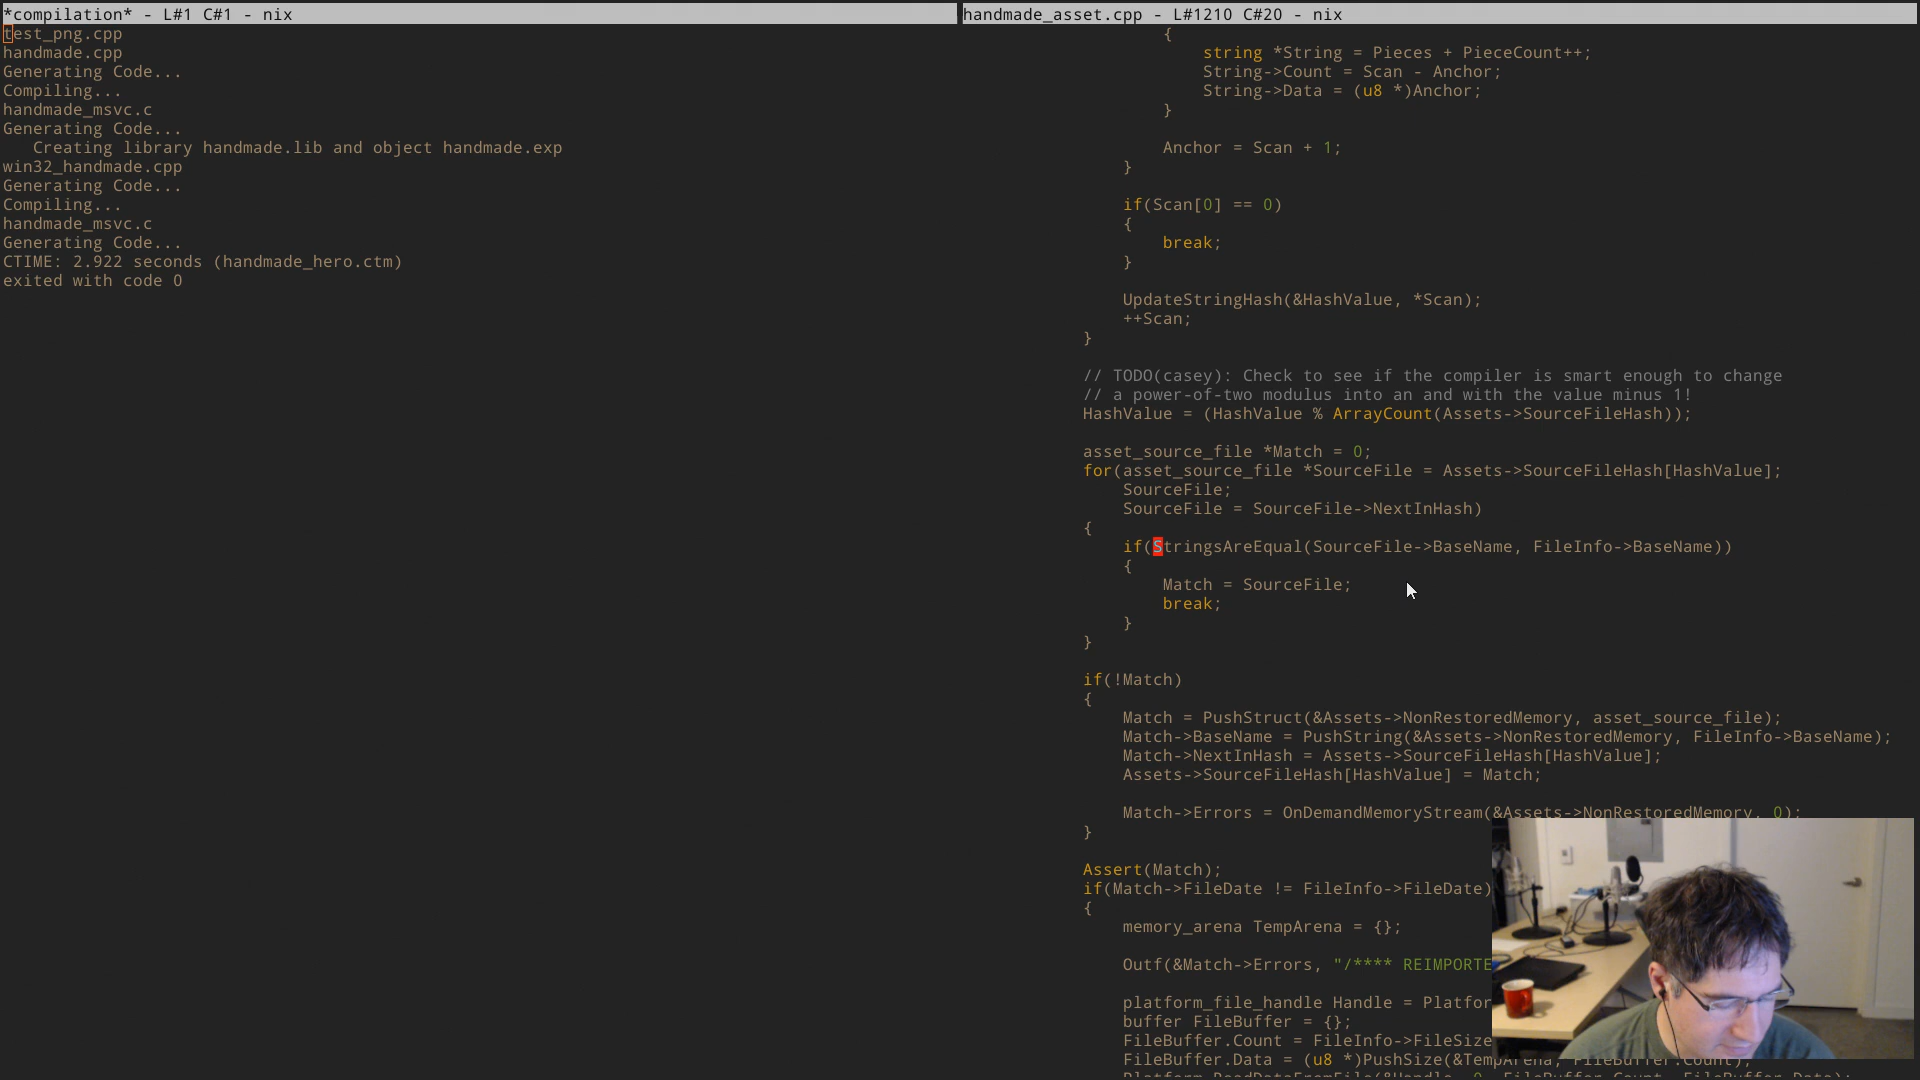 *compilation* - L#1 C#1 - nix
test_png.cpp
handmade.cpp
Generating Code...
Compiling...
handmade_msvc.c
Generating Code...
Creating library handmade.lib and object handmade.exp
win32_handmade.cpp
Generating Code...
Compiling...
handmade_msvc.c
Generating Code...
CTIME: 2.922 seconds (handmade_hero.ctm)
exited with code 0
handmade_asset.cpp - L#1210 C#20 - nix
{
string *String = Pieces + PieceCount++;
String->Count = Scan - Anchor;
String->Data = (u8 *)Anchor;
}
Anchor = Scan + 1;
}
if(Scan[0] == 0)
{
break;
}
UpdateStringHash(&HashValue, *Scan);
++Scan;
}
// TODO(casey): Check to see if the compiler is smart enough to change
// a power-of-two modulus into an and with the value minus 1!
HashValue = (HashValue % ArrayCount(Assets->SourceFileHash));
asset_source_file *Match = 0;
for(asset_source_file *SourceFile = Assets->SourceFileHash[HashValue];
SourceFile;
SourceFile = SourceFile->NextInHash)
{
if(StringsAreEqual(SourceFile->BaseName, FileInfo->BaseName))
{
Match = SourceFile;
break;
}
}
if(!Match)
{
Match = PushStruct(&Assets->NonRestoredMemory, asset_source_file);
Match->BaseName = PushString(&Assets->NonRestoredMemory, FileInfo->BaseName);
Match->NextInHash = Assets->SourceFileHash[HashValue];
Assets->SourceFileHash[HashValue] = Match;
Match->Errors = OnDemandMemoryStream(&Assets->NonRestoredMemory, 0);
}
Assert(Match);
if(Match->FileDate != FileInfo->FileDate)
{
memory_arena TempArena = {};
Outf(&Match->Errors, "/**** REIMPORTE
platform_file_handle Handle = Platfor
buffer FileBuffer = {};
FileBuffer.Count = FileInfo->FileSize
FileBuffer.Data = (u8 *)PushSize(&TempArena, FileBuffer.Count);